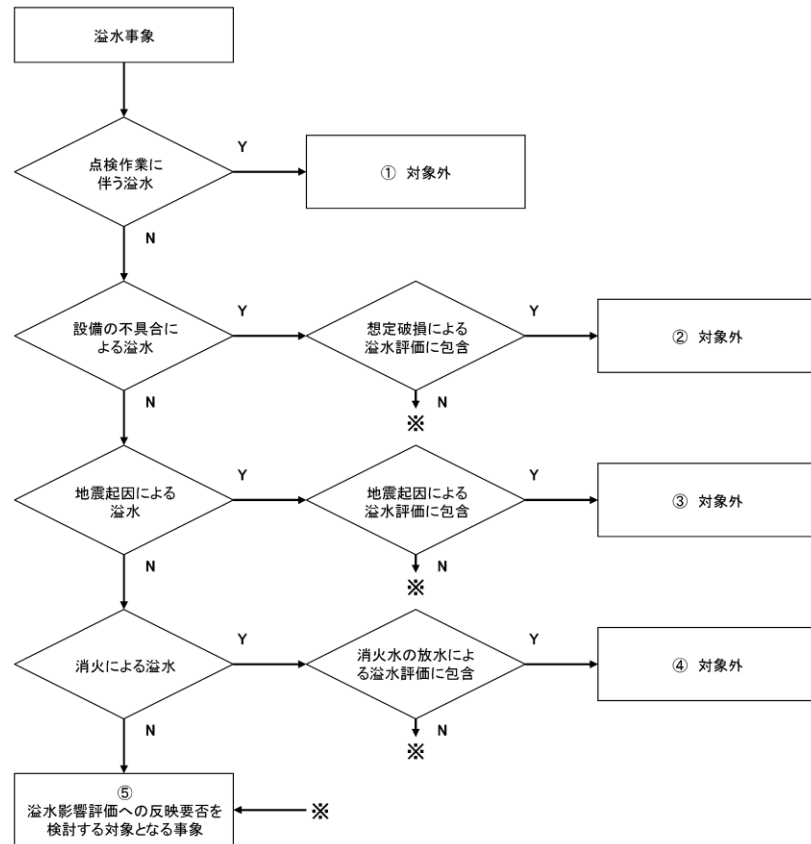 溢水事象
Y
点検作業に
伴う溢水
① 対象外
N
Y
Y
設備の不具合に
よる溢水
想定破損による
溢水評価に包含
② 対象外
N
N
※
Y
Y
地震起因による
溢水
地震起因による
溢水評価に包含
③ 対象外
N
N
※
Y
Y
消火による溢水
消火水の放水によ
る溢水評価に包含
④ 対象外
N
N
※
⑤
溢水影響評価への反映要否を
検討する対象となる事象
※